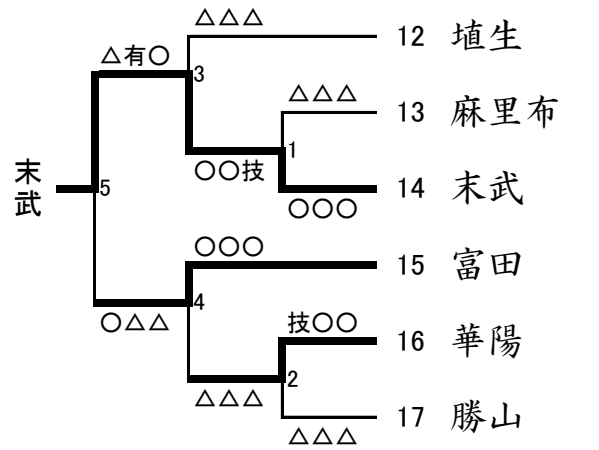 △△△
12 埴生
△有○
3
△△△
13 麻里布
1
○○技
末武
5
14 末武
○○○
○○○
15 富田
4
○△△
技○○
16 華陽
2
△△△
17 勝山
△△△